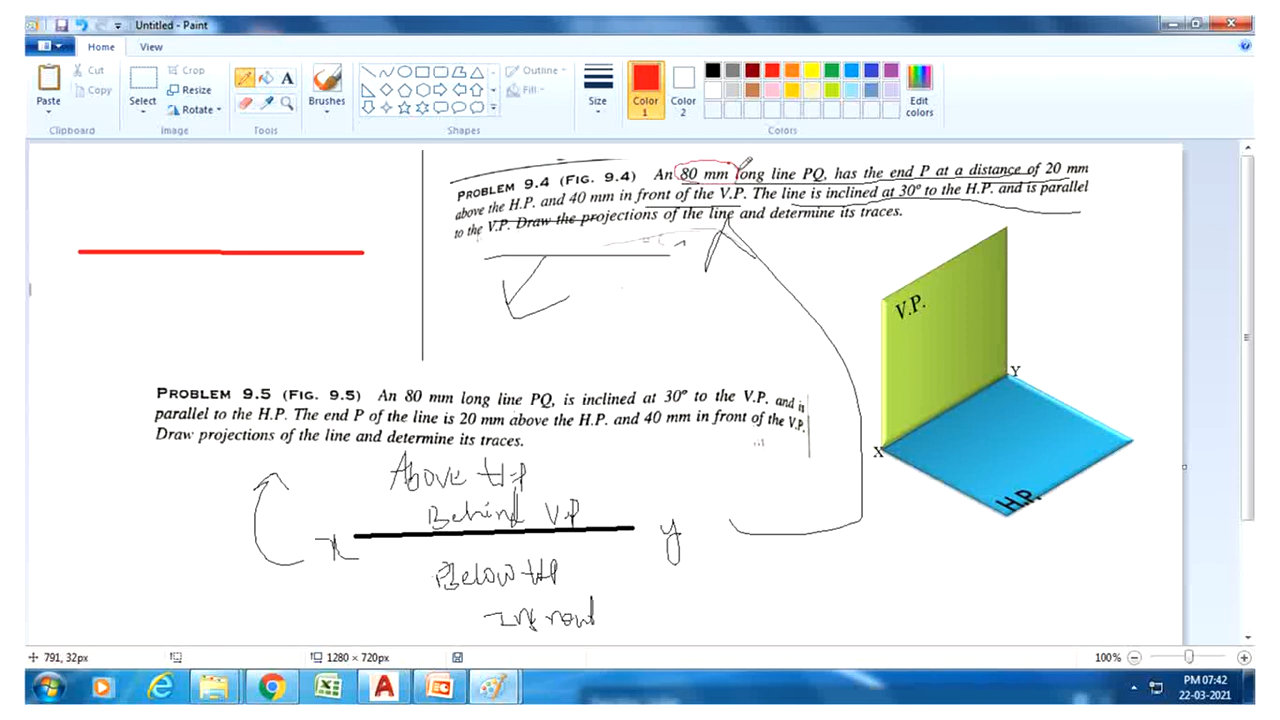 Untitled - Paint
Home View
Paste
Cut
Copy
Clipboard
Select
Crop
Resize
Rotate
Image
Tools
Brushes
Shapes
Outline
Fill
Size
Color 1
Color 2
Edit colors
Colors
PROBLEM 9.4 (FIG. 9.4) An 80 mm long line PQ, has the end P at a distance of 20 mm
above the H.P. and 40 mm in front of the V.P. The line is inclined at 30º to the H.P. and is parallel
to the V.P. Draw the projections of the line and determine its traces.
V.P.
Y
X
H.P.
PROBLEM 9.5 (FIG. 9.5) An 80 mm long line PQ, is inclined at 30º to the V.P. and is
parallel to the H.P. The end P of the line is 20 mm above the H.P. and 40 mm in front of the V.P.
Draw projections of the line and determine its traces.
Above H.P
Behind V.P
x y
Below HP
791, 32px
1280 × 720px
100%
PM 07:42
22-03-2021